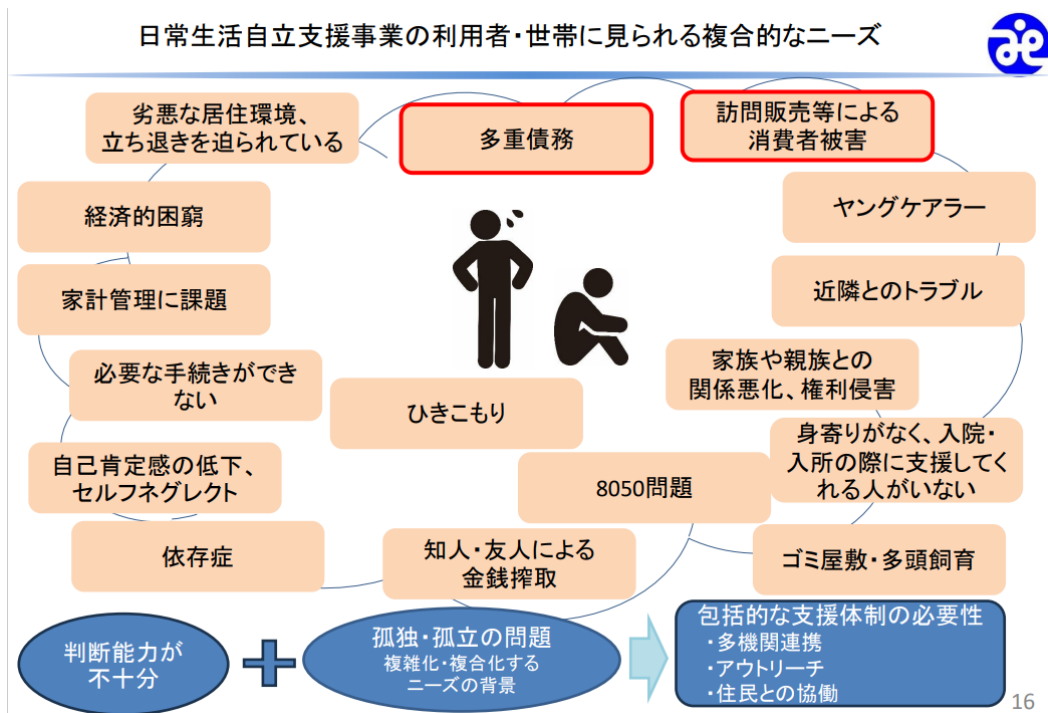 日常生活自立支援事業の利用者・世帯に見られる複合的なニーズ
劣悪な居住環境、
立ち退きを迫られている
多重債務
訪問販売等による
消費者被害
経済的困窮
ヤングケアラー
家計管理に課題
近隣とのトラブル
必要な手続きができ
ない
ひきこもり
家族や親族との
関係悪化、権利侵害
自己肯定感の低下、
セルフネグレクト
8050問題
身寄りがなく、入院・
入所の際に支援してく
れる人がいない
依存症
知人・友人による
金銭搾取
ゴミ屋敷・多頭飼育
判断能力が
不十分
孤独・孤立の問題
複雑化・複合化する
ニーズの背景
包括的な支援体制の必要性
・多機関連携
・アウトリーチ
・住民との協働
16